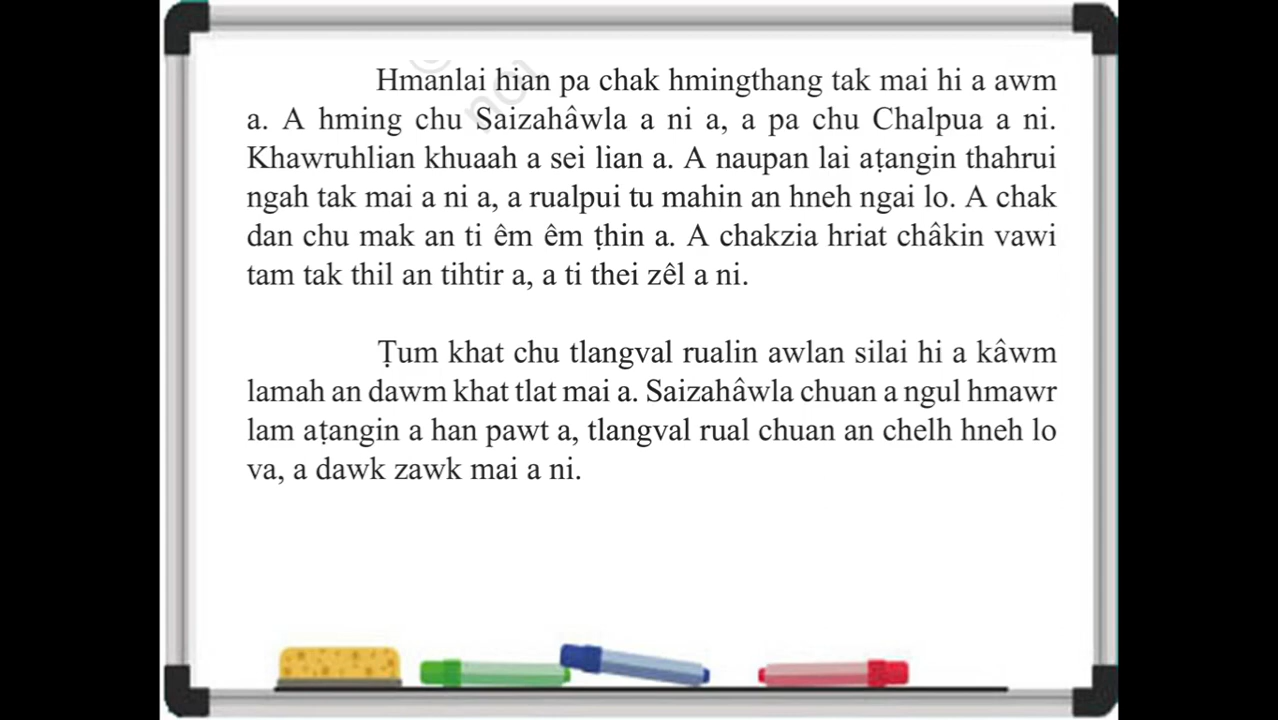 Hmanlai hian pa chak hmingthang tak mai hi a awm
a. A hming chu Saizahâwla a ni a, a pa chu Chalpua a ni.
Khawruhlian khuaah a sei lian a. A naupan lai aṭangin thahrui
ngah tak mai a ni a, a rualpui tu mahin an hneh ngai lo. A chak
dan chu mak an ti êm êm ṭhin a. A chakzia hriat châkin vawi
tam tak thil an tihtir a, a ti thei zêl a ni.
Ṭum khat chu tlangval rualin awlan silai hi a kâwm
lamah an dawm khat tlat mai a. Saizahâwla chuan a ngul hmawr
lam aṭangin a han pawt a, tlangval rual chuan an chelh hneh lo
va, a dawk zawk mai a ni.